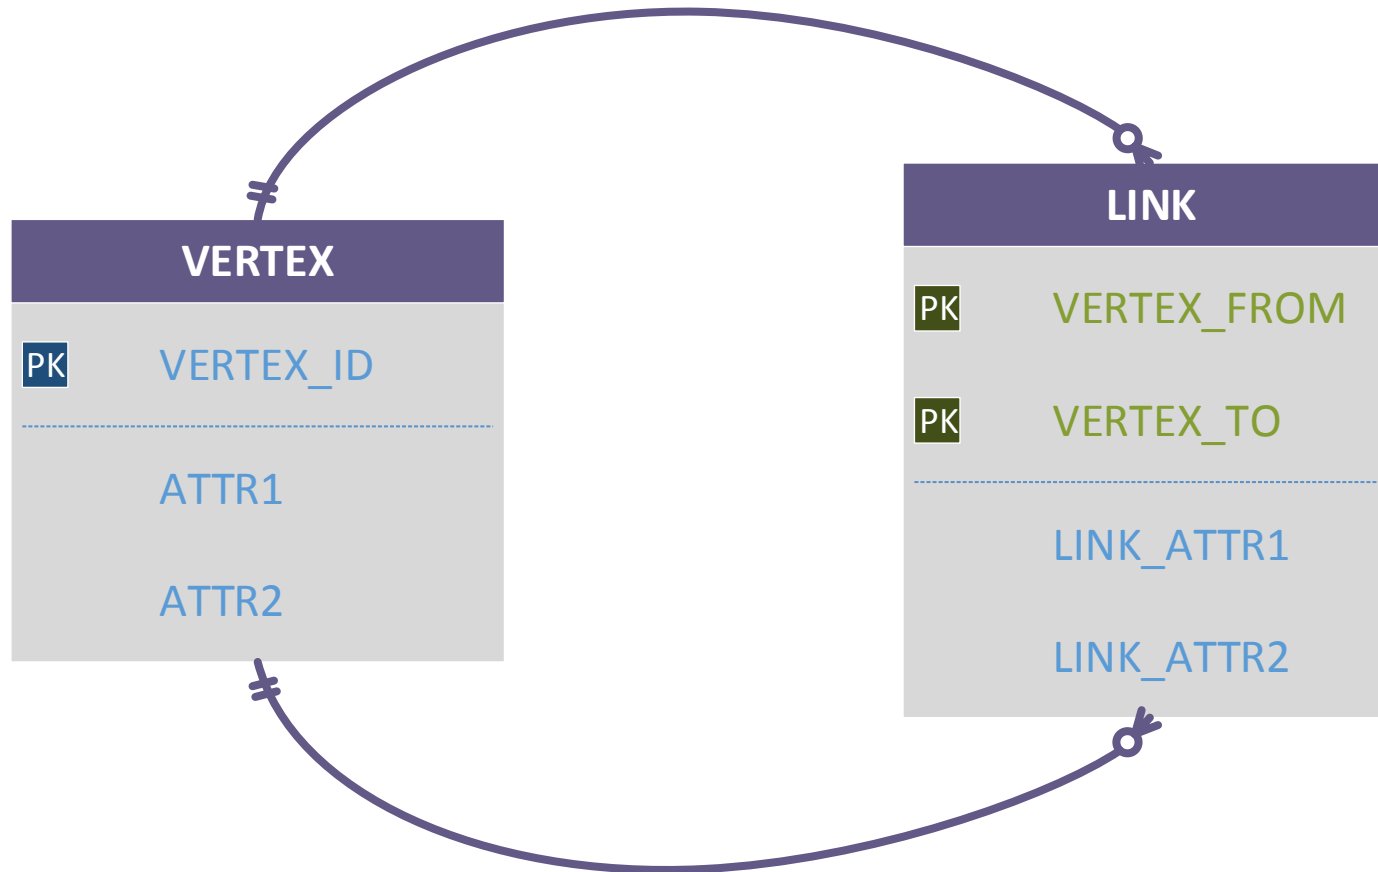 VERTEX
PK VERTEX_ID
ATTR1
ATTR2
LINK
PK VERTEX_FROM
PK VERTEX_TO
LINK_ATTR1
LINK_ATTR2